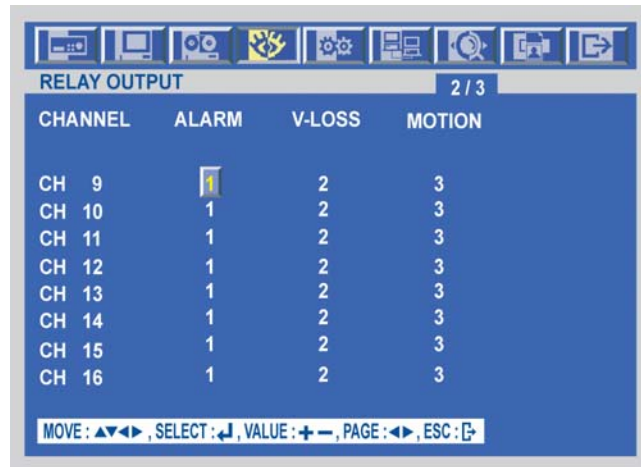 RELAY OUTPUT 2 / 3
CHANNEL ALARM V-LOSS MOTION
CH 9 1 2 3
CH 10 1 2 3
CH 11 1 2 3
CH 12 1 2 3
CH 13 1 2 3
CH 14 1 2 3
CH 15 1 2 3
CH 16 1 2 3
MOVE : ▲▼◀▶ , SELECT : ↵ , VALUE : + − , PAGE : ◀▶ , ESC :